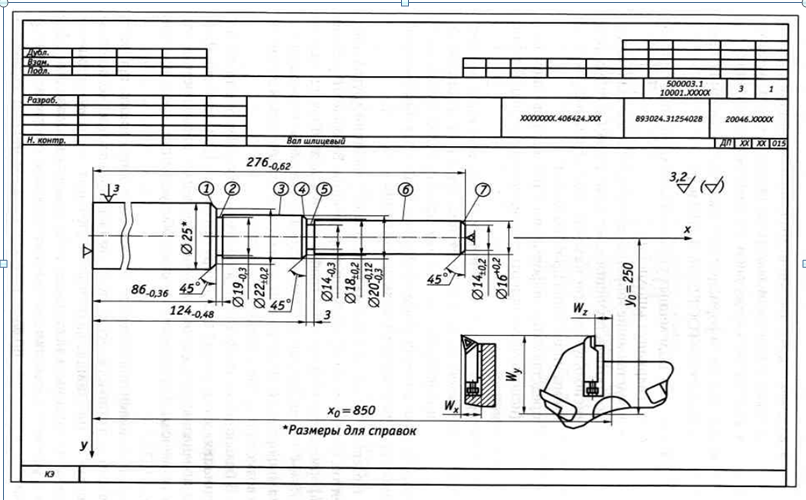 Дубл.
Взам.
Подл.
500003.1
10001.XXXXX
3
1
Разраб.
XXXXXXXX.406424.XXX
893024.31254028
20046.XXXXX
Н. контр.
Вал шлицевый
ДП XX XX 015
276-0,62
3,2
3
1 2 3 4 5 6 7
x
Ø25*
Ø19-0,3
Ø22±0,2
Ø14-0,3
Ø18±0,2
Ø20-0,12-0,3
Ø14±0,2
Ø16+0,2
45°
45°
45°
86-0,36
124-0,48
3
y₀=250
Wz
Wy
Wx
x₀=850
*Размеры для справок
y
КЭ